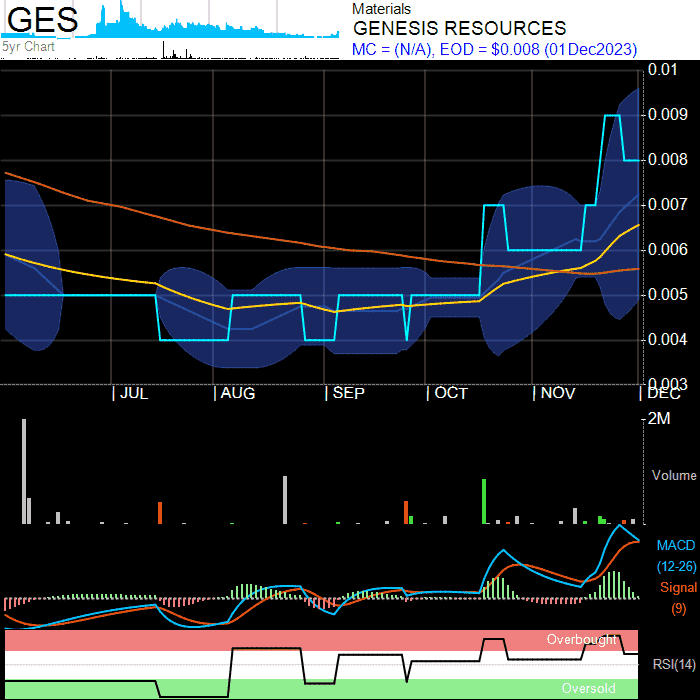 GES
5yr Chart
Materials
GENESIS RESOURCES
MC = (N/A), EOD = $0.008 (01Dec2023)
0.01
0.009
0.008
0.007
0.006
0.005
0.004
0.003
JUL AUG SEP OCT NOV DEC
2M
Volume
MACD
(12-26)
Signal
(9)
Overbought
RSI(14)
Oversold